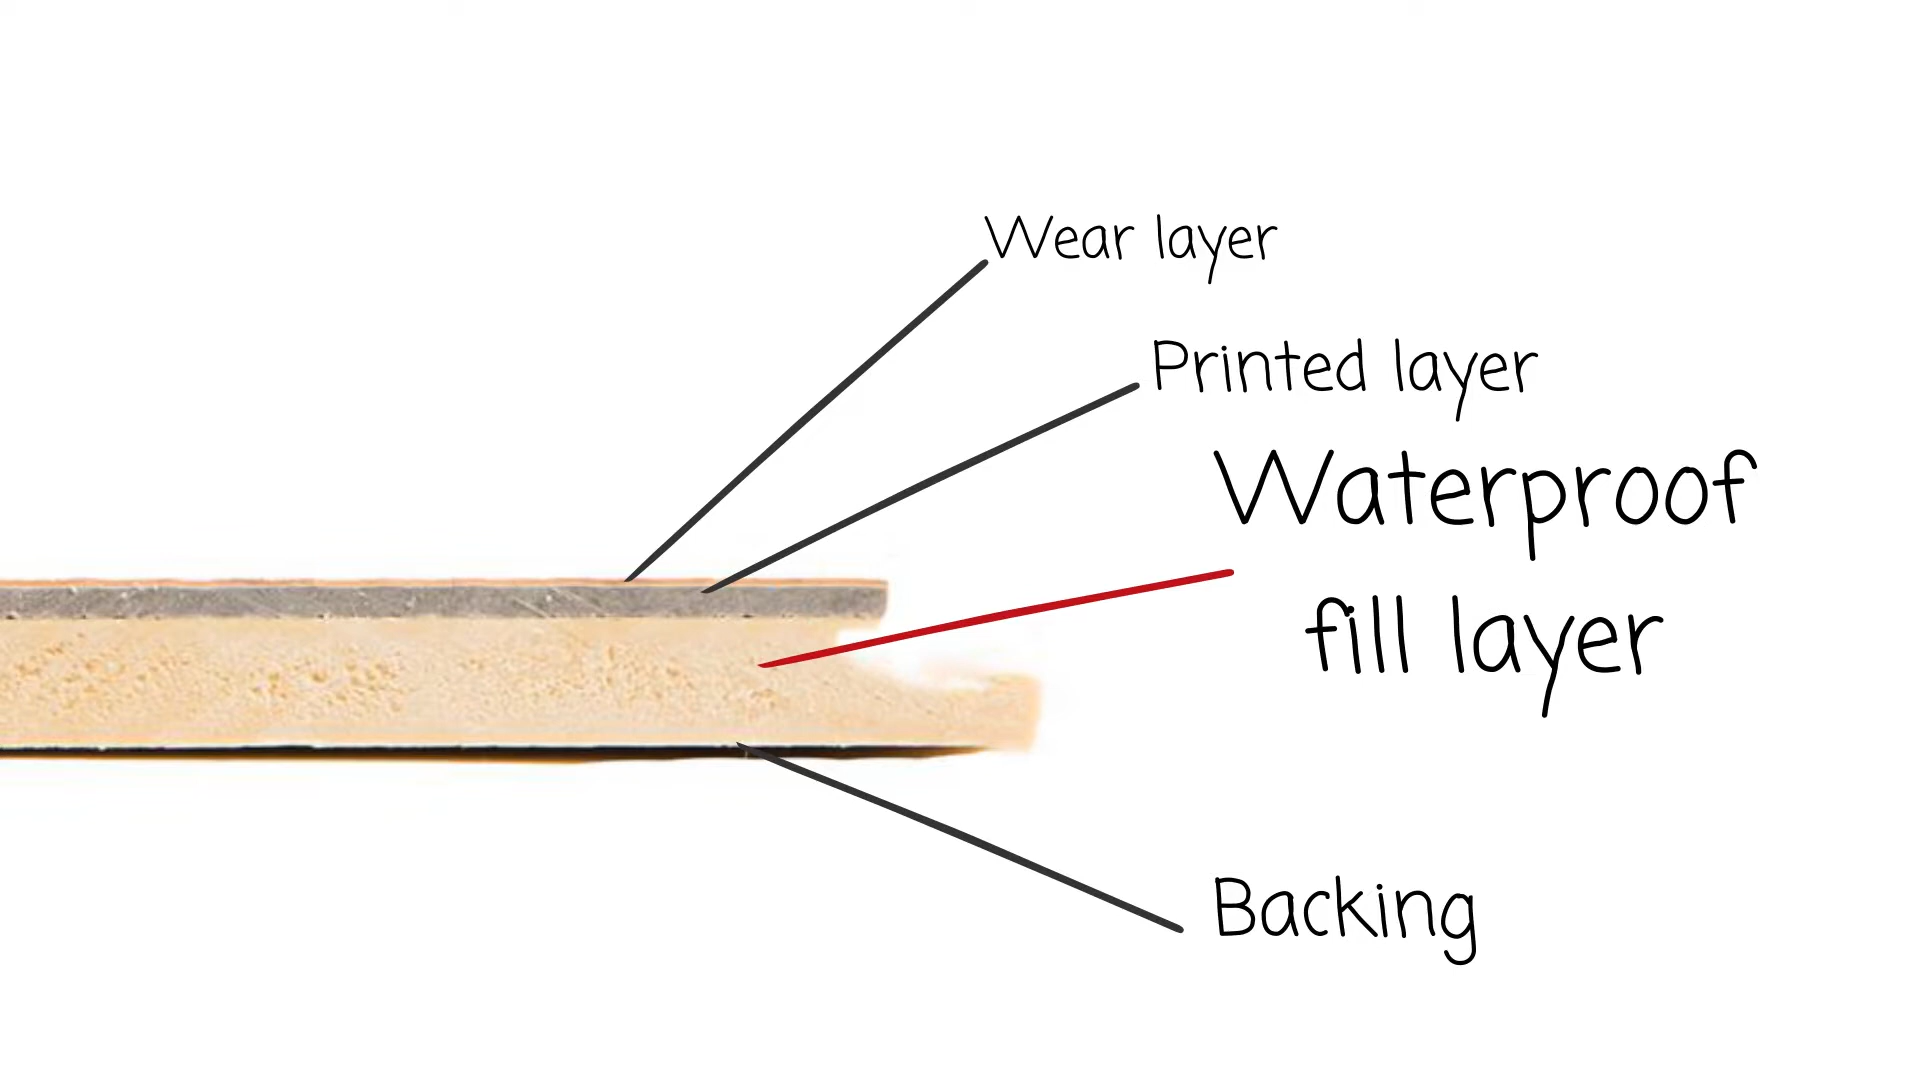 Wear layer
Printed layer
Waterproof
fill layer
Backing